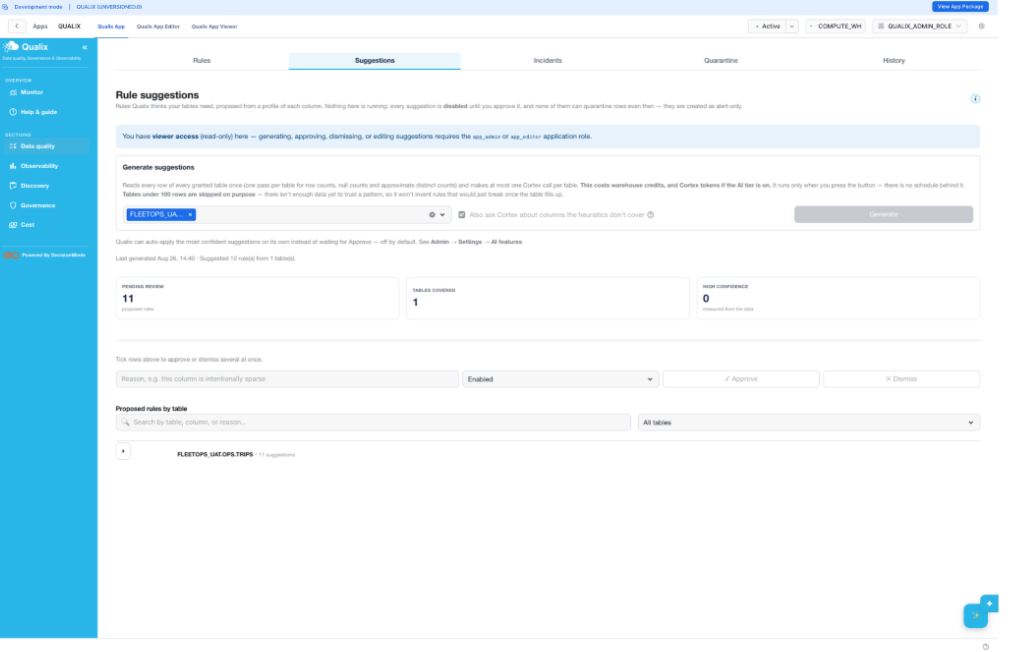 Development mode | QUALIX (UNVERSIONED.0)
View App Package
Apps QUALIX Qualix App Qualix App Editor Qualix App Viewer
Active COMPUTE_WH QUALIX_ADMIN_ROLE
Qualix
Data quality, Governance & Observability
OVERVIEW
Monitor
Help & guide
SECTIONS
Data quality
Observability
Discovery
Governance
Cost
Powered By DecisionMinds
Rules Suggestions Incidents Quarantine History
Rule suggestions
Rules Qualix thinks your tables need, proposed from a profile of each column. Nothing here is running: every suggestion is disabled until you approve it, and none of them can quarantine rows even then — they are created as alert-only.
You have viewer access (read-only) here — generating, approving, dismissing, or editing suggestions requires the app_admin or app_editor application role.
Generate suggestions
Reads every row of every granted table once (one pass per table for row counts, null counts and approximate distinct counts) and makes at most one Cortex call per table. This costs warehouse credits, and Cortex tokens if the AI tier is on. It runs only when you press the button — there is no schedule behind it.
Tables under 100 rows are skipped on purpose — there isn't enough data yet to trust a pattern, so it won't invent rules that would just break once the table fills up.
FLEETOPS_UA... × Also ask Cortex about columns the heuristics don't cover Generate
Qualix can auto-apply the most confident suggestions on its own instead of waiting for Approve — off by default. See Admin → Settings → AI features.
Last generated Aug 26, 14:40 · Suggested 12 rule(s) from 1 table(s).
PENDING REVIEW
11
proposed rules
TABLES COVERED
1
HIGH CONFIDENCE
0
measured from the data
Tick rows above to approve or dismiss several at once.
Reason, e.g. this column is intentionally sparse Enabled ✓ Approve ✕ Dismiss
Proposed rules by table
Search by table, column, or reason... All tables
FLEETOPS_UAT.OPS.TRIPS - 11 suggestions